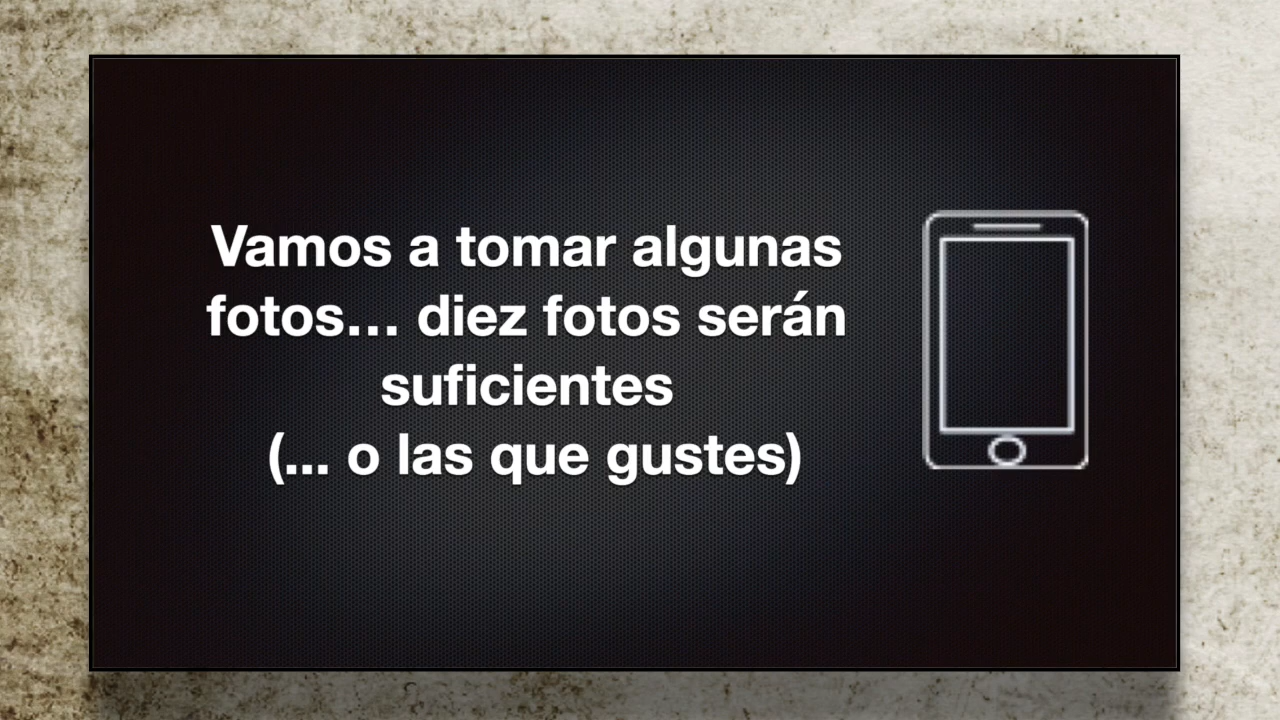 Vamos a tomar algunas
fotos... diez fotos serán
suficientes
(... o las que gustes)